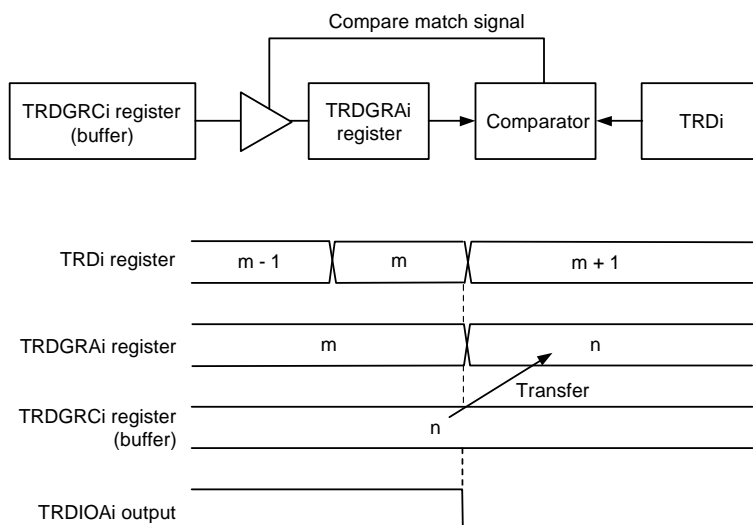 Compare match signal
TRDGRCi register
(buffer)
TRDGRAi
register
Comparator
TRDi
TRDi register
m - 1
m
m + 1
TRDGRAi register
m
n
Transfer
TRDGRCi register
(buffer)
n
TRDIOAi output